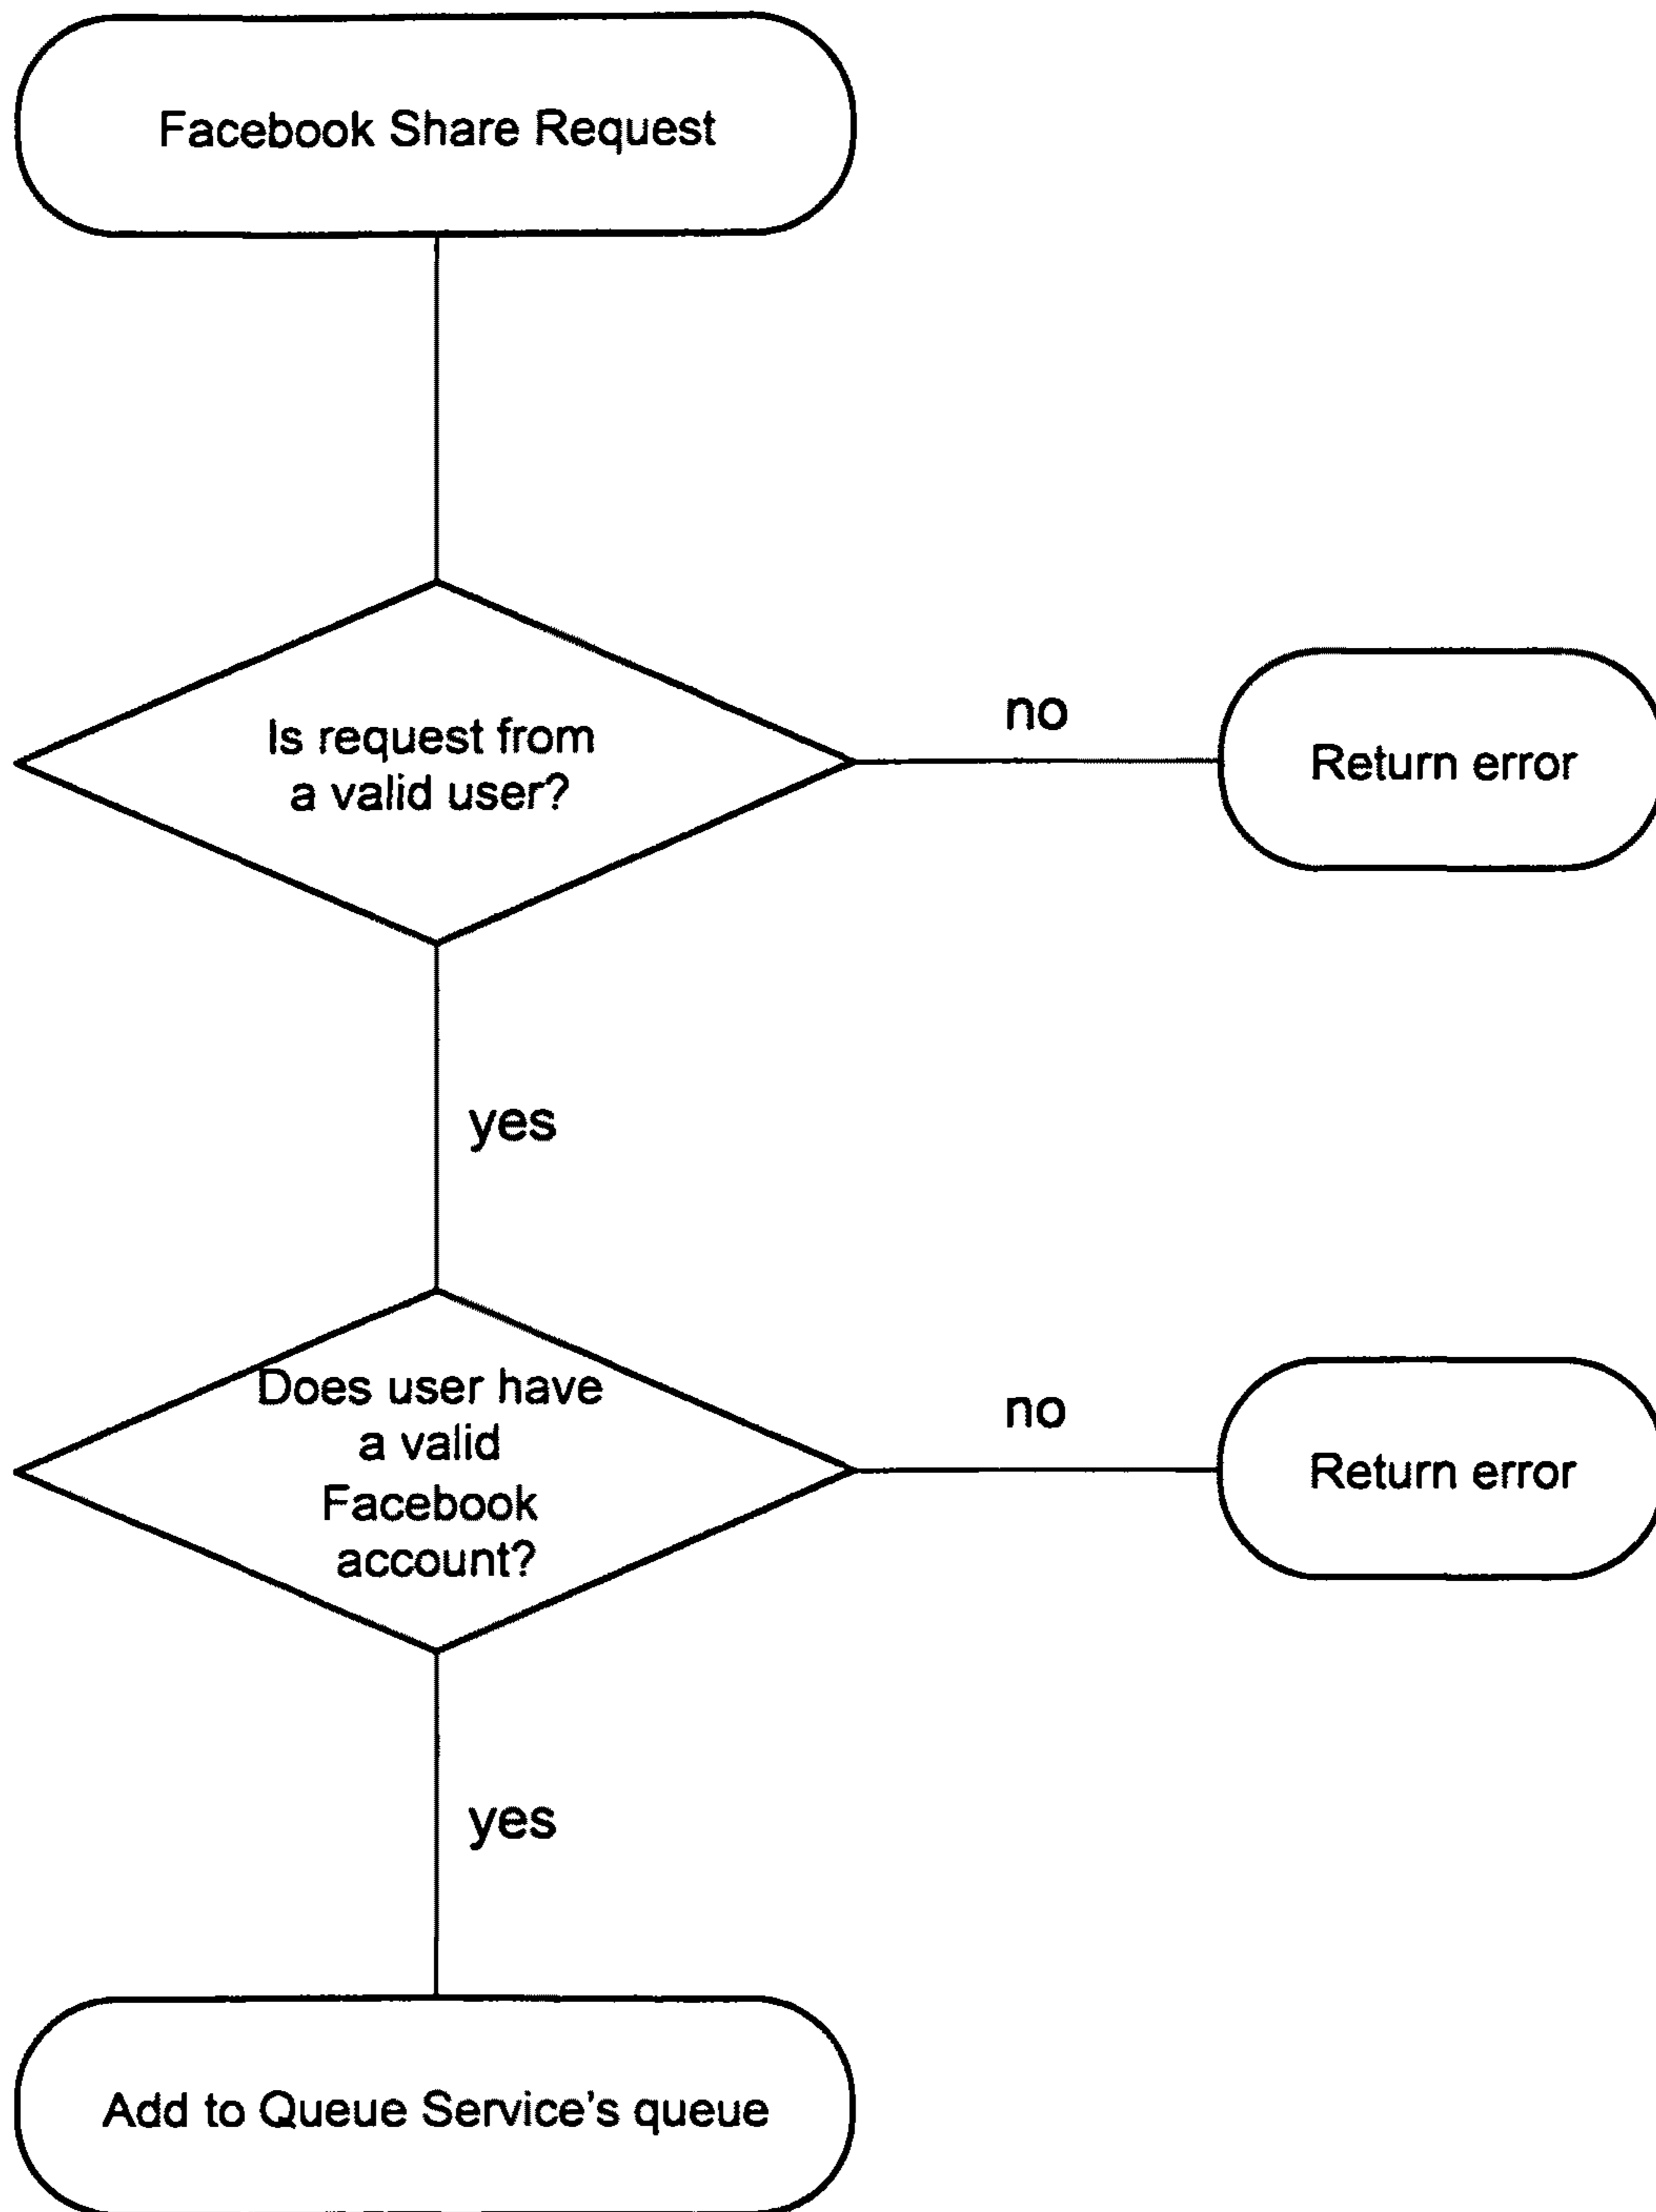 Facebook Share Request
Is request from
a valid user?
no
Return error
yes
Does user have
a valid
Facebook
account?
no
Return error
yes
Add to Queue Service's queue